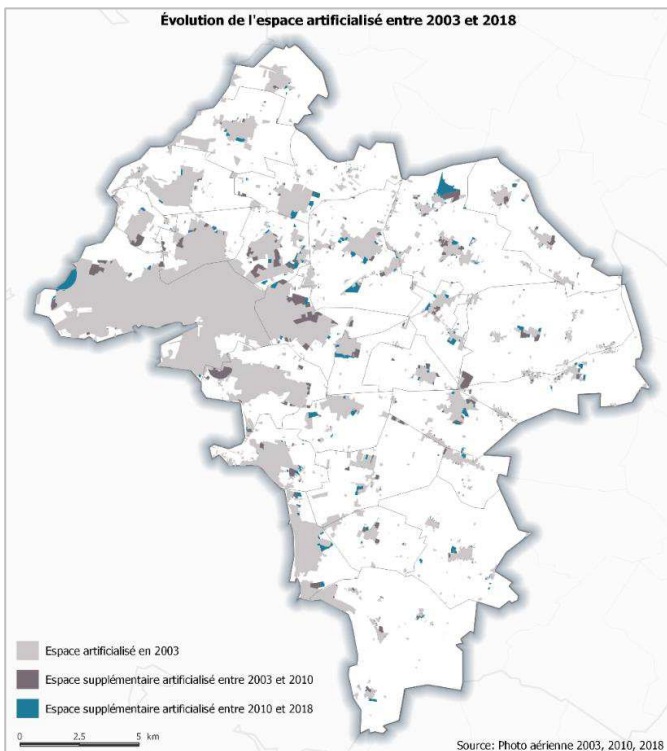 Évolution de l'espace artificialisé entre 2003 et 2018
Espace artificialisé en 2003
Espace supplémentaire artificialisé entre 2003 et 2010
Espace supplémentaire artificialisé entre 2010 et 2018
0 2.5 5 km
Source: Photo aérienne 2003, 2010, 2018